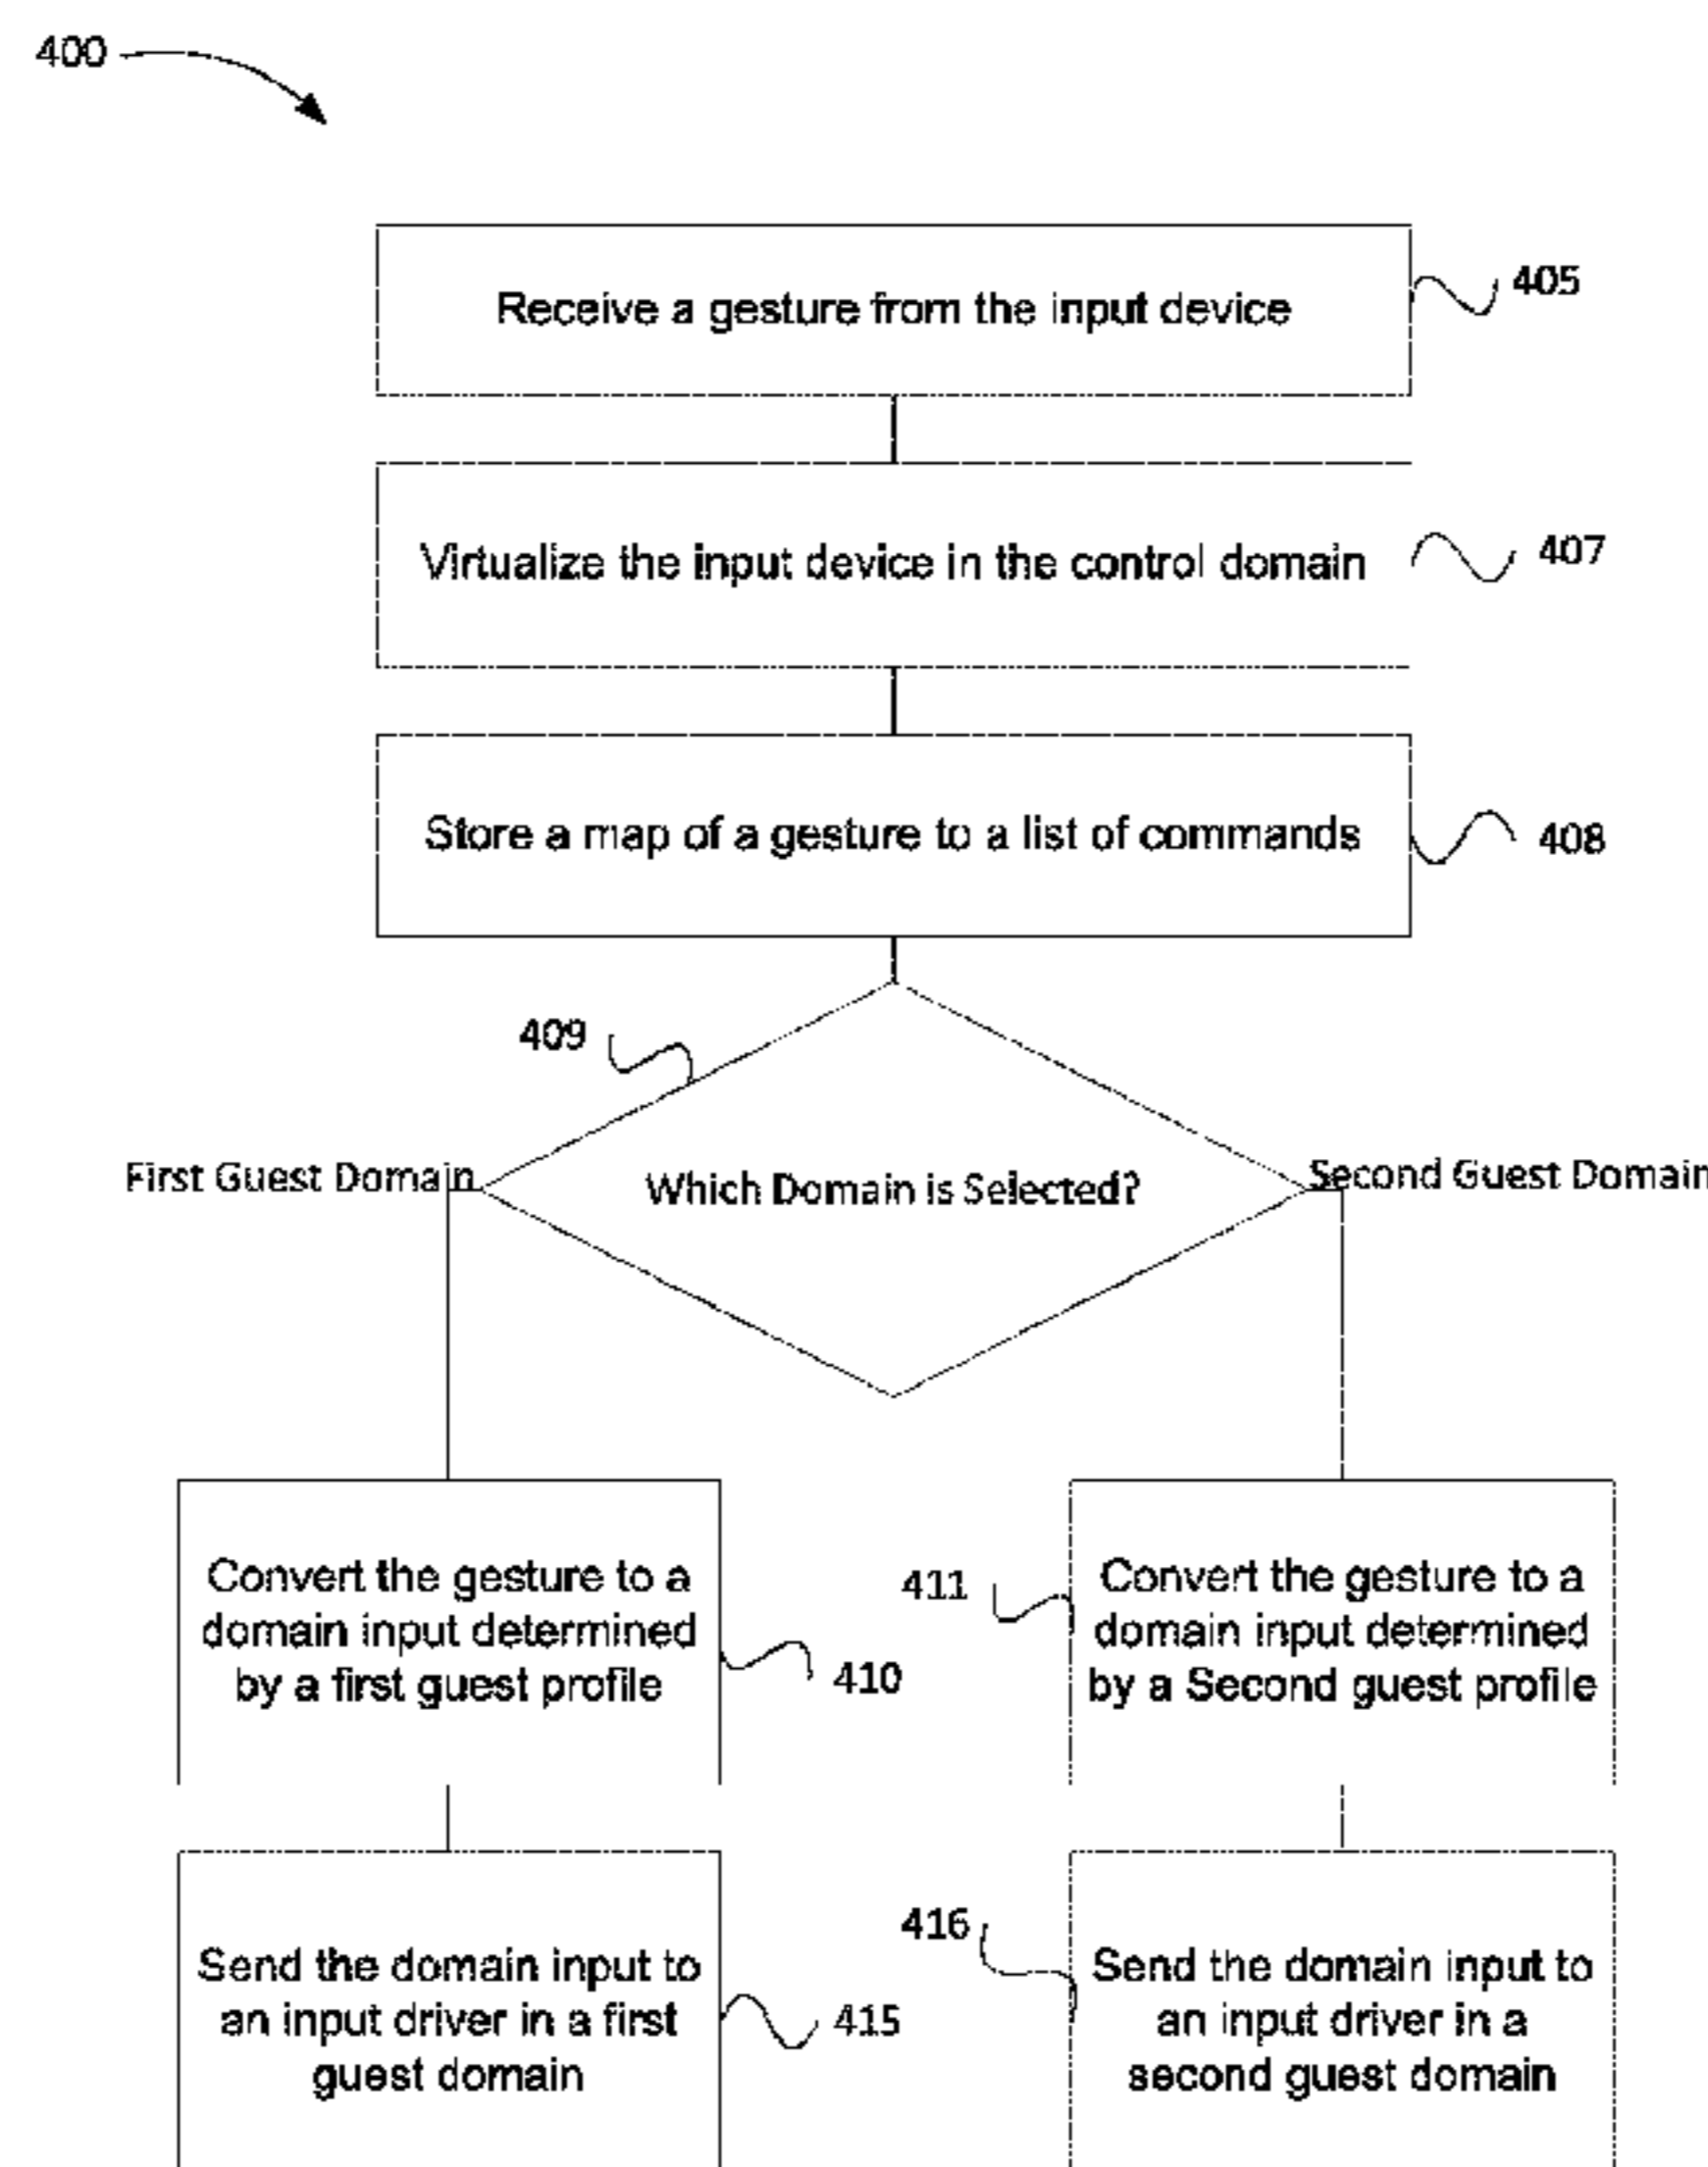 400
Receive a gesture from the input device
405
Virtualize the input device in the control domain
407
Store a map of a gesture to a list of commands
408
409
First Guest Domain
Which Domain is Selected?
Second Guest Domain
Convert the gesture to a
domain input determined
by a first guest profile
410
411
Convert the gesture to a
domain input determined
by a Second guest profile
Send the domain input to
an input driver in a first
guest domain
415
416
Send the domain input to
an input driver in a
second guest domain